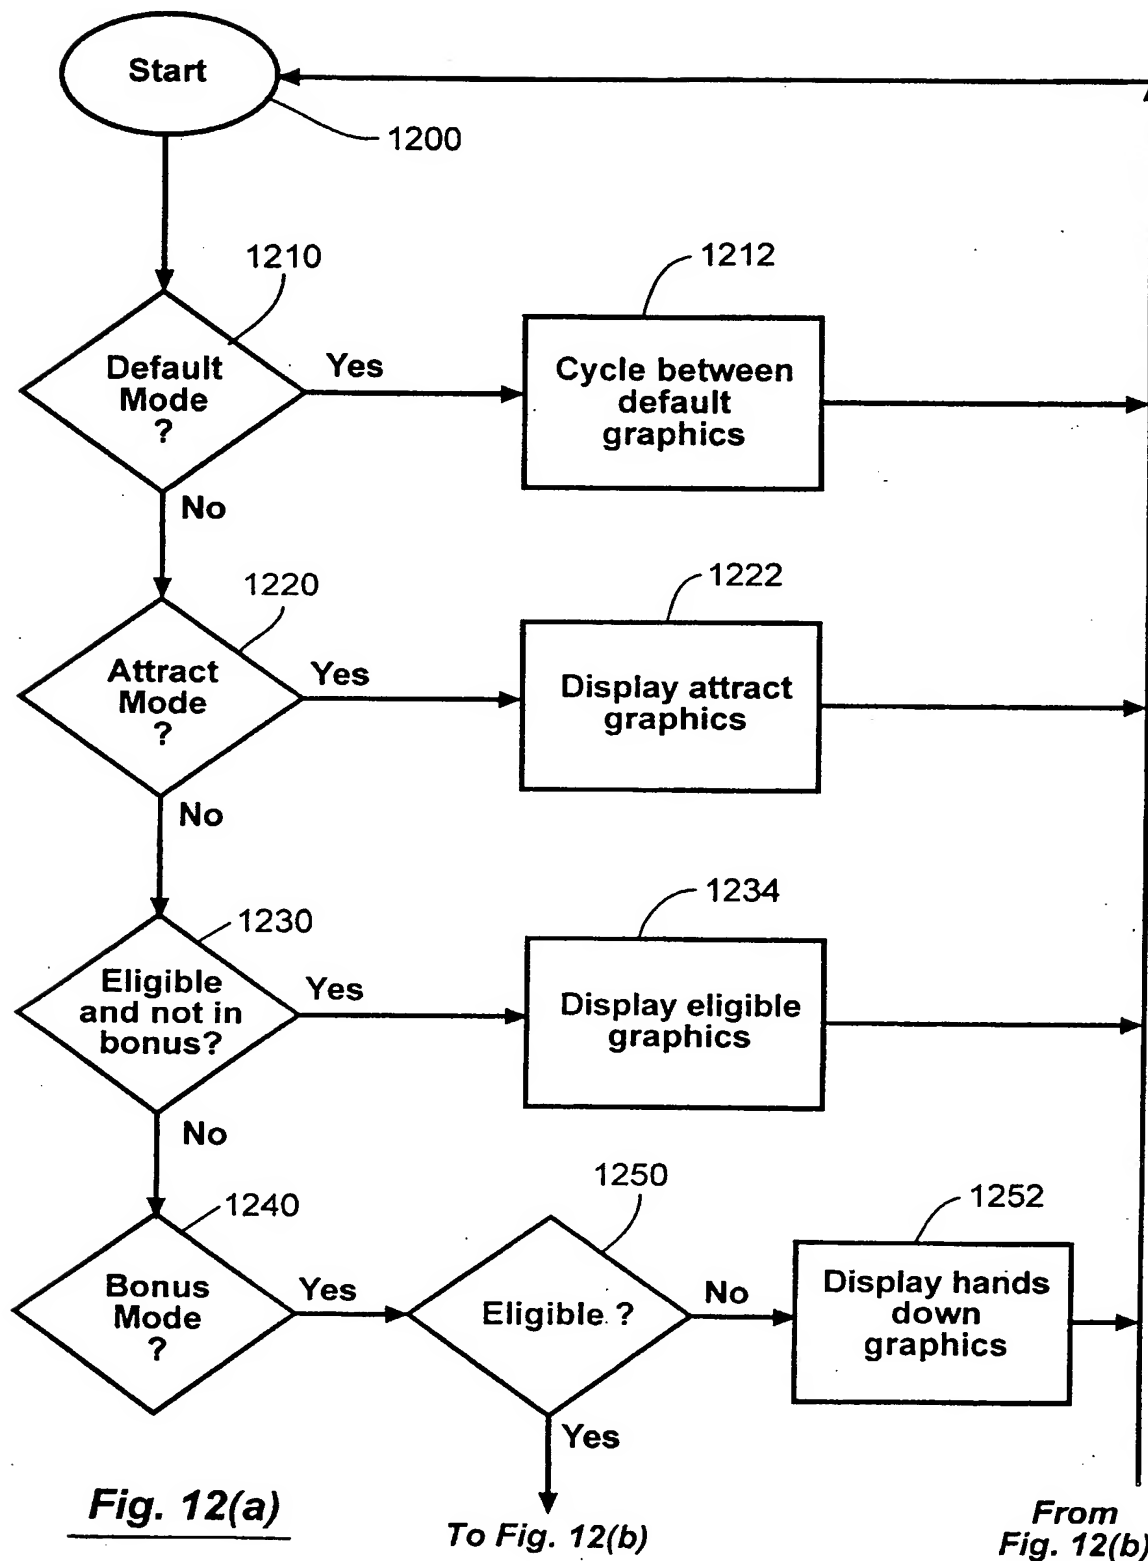 Start
1200
1210
1212
Default
Mode
?
Yes
Cycle between
default
graphics
No
1220
1222
Attract
Mode
?
Yes
Display attract
graphics
No
1230
1234
Eligible
and not in
bonus?
Yes
Display eligible
graphics
No
1240
1250
1252
Bonus
Mode
?
Yes
Eligible ?
No
Display hands
down
graphics
Yes
Fig. 12(a)
To Fig. 12(b)
From
Fig. 12(b)